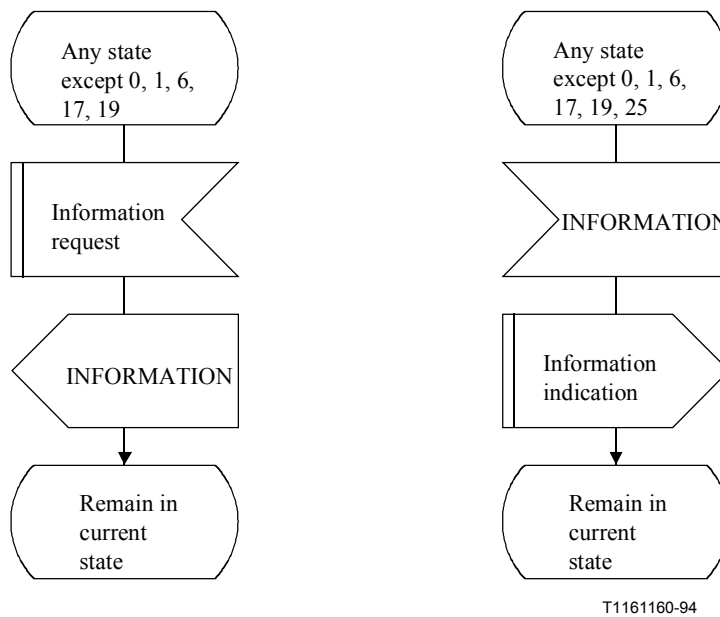 Any state
except 0, 1, 6,
17, 19
Information
request
INFORMATION
Remain in
current
state
Any state
except 0, 1, 6,
17, 19, 25
INFORMATION
Information
indication
Remain in
current
state
T1161160-94